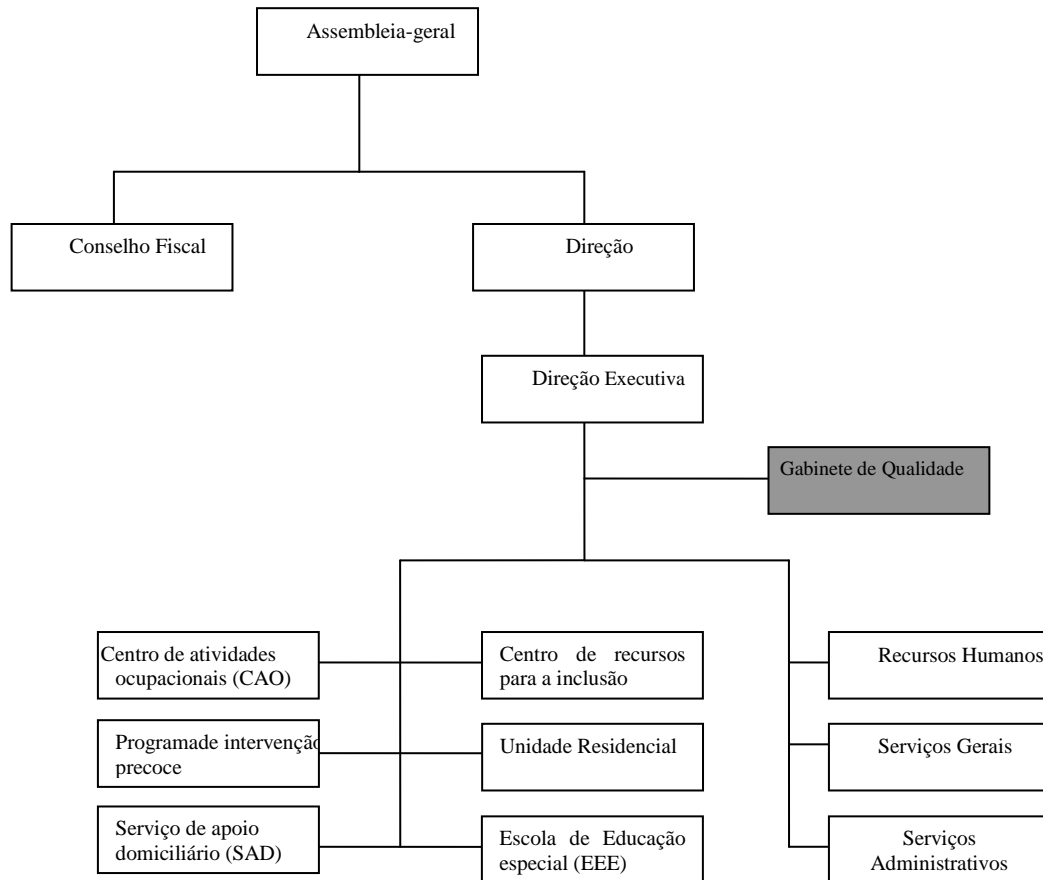 Assembleia-geral
Conselho Fiscal
Direção
Direção Executiva
Gabinete de Qualidade
Centro de atividades
ocupacionais (CAO)
Centro de recursos
para a inclusão
Recursos Humanos
Programade intervenção
precoce
Unidade Residencial
Serviços Gerais
Serviço de apoio
domiciliário (SAD)
Escola de Educação
especial (EEE)
Serviços
Administrativos